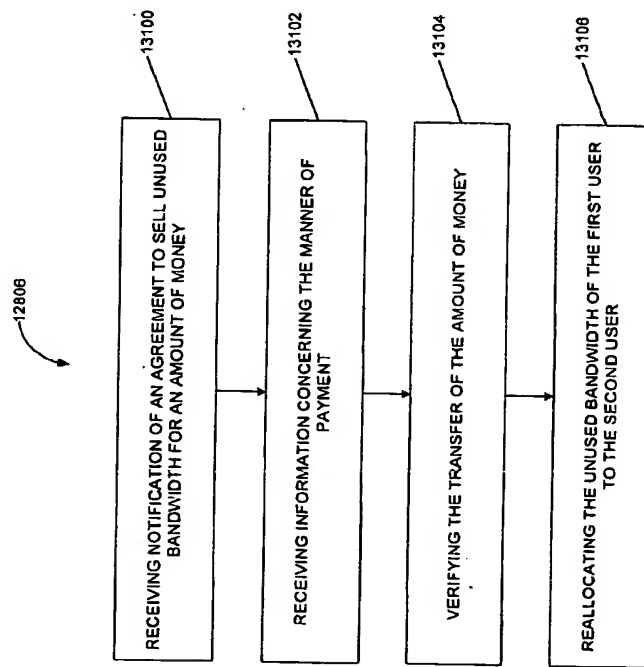 12806
RECEIVING NOTIFICATION OF AN AGREEMENT TO SELL UNUSED
BANDWIDTH FOR AN AMOUNT OF MONEY
13100
RECEIVING INFORMATION CONCERNING THE MANNER OF
PAYMENT
13102
VERIFYING THE TRANSFER OF THE AMOUNT OF MONEY
13104
REALLOCATING THE UNUSED BANDWIDTH OF THE FIRST USER
TO THE SECOND USER
13106